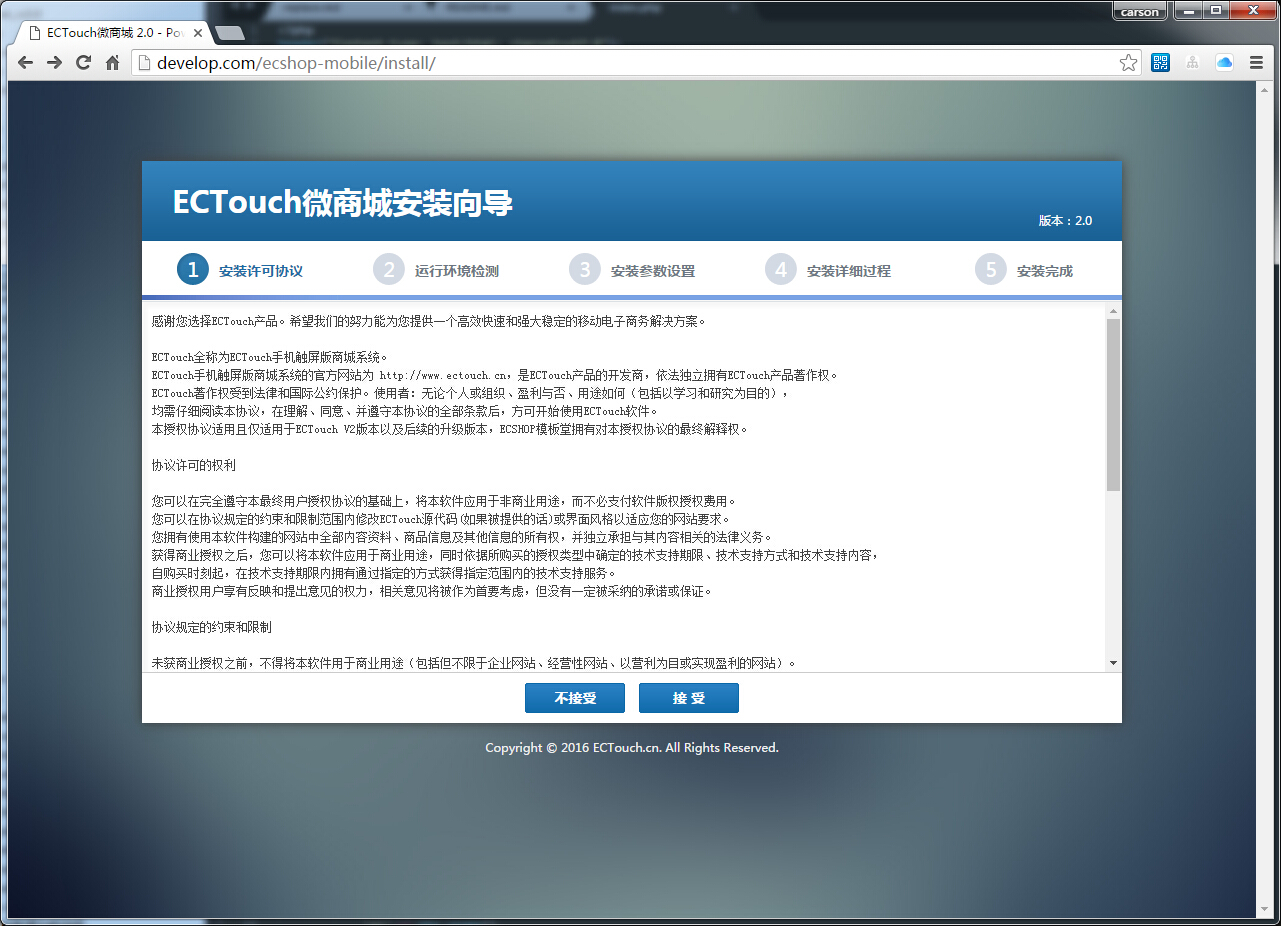 carson
ECTouch微商城 2.0 - Pow
develop.com/ecshop-mobile/install/
ECTouch微商城安装向导
版本：2.0
1 安装许可协议 2 运行环境检测 3 安装参数设置 4 安装详细过程 5 安装完成
感谢您选择ECTouch产品。希望我们的努力能为您提供一个高效快速和强大稳定的移动电子商务解决方案。
ECTouch全称为ECTouch手机触屏版商城系统。
ECTouch手机触屏版商城系统的官方网站为 http://www.ectouch.cn，是ECTouch产品的开发商，依法独立拥有ECTouch产品著作权。
ECTouch著作权受到法律和国际公约保护。使用者：无论个人或组织、盈利与否、用途如何（包括以学习和研究为目的），
均需仔细阅读本协议，在理解、同意、并遵守本协议的全部条款后，方可开始使用ECTouch软件。
本授权协议适用且仅适用于ECTouch V2版本以及后续的升级版本，ECSHOP模板堂拥有对本授权协议的最终解释权。
协议许可的权利
您可以在完全遵守本最终用户授权协议的基础上，将本软件应用于非商业用途，而不必支付软件版权授权费用。
您可以在协议规定的约束和限制范围内修改ECTouch源代码(如果被提供的话)或界面风格以适应您的网站要求。
您拥有使用本软件构建的网站中全部内容资料、商品信息及其他信息的所有权，并独立承担与其内容相关的法律义务。
获得商业授权之后，您可以将本软件应用于商业用途，同时依据所购买的授权类型中确定的技术支持期限、技术支持方式和技术支持内容，
自购买时刻起，在技术支持期限内拥有通过指定的方式获得指定范围内的技术支持服务。
商业授权用户享有反映和提出意见的权力，相关意见将被作为首要考虑，但没有一定被采纳的承诺或保证。
协议规定的约束和限制
未获商业授权之前，不得将本软件用于商业用途（包括但不限于企业网站、经营性网站、以营利为目或实现盈利的网站）。
不接受 接 受
Copyright © 2016 ECTouch.cn. All Rights Reserved.